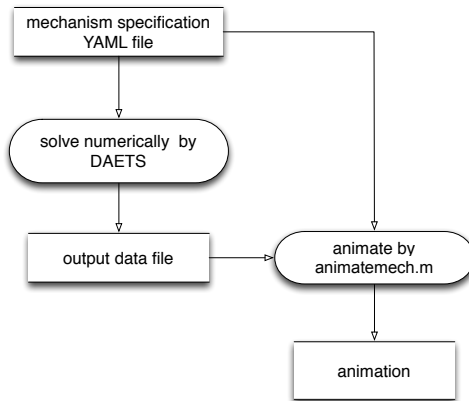 mechanism specification
YAML file
solve numerically by
DAETS
output data file
animate by
animatemech.m
animation